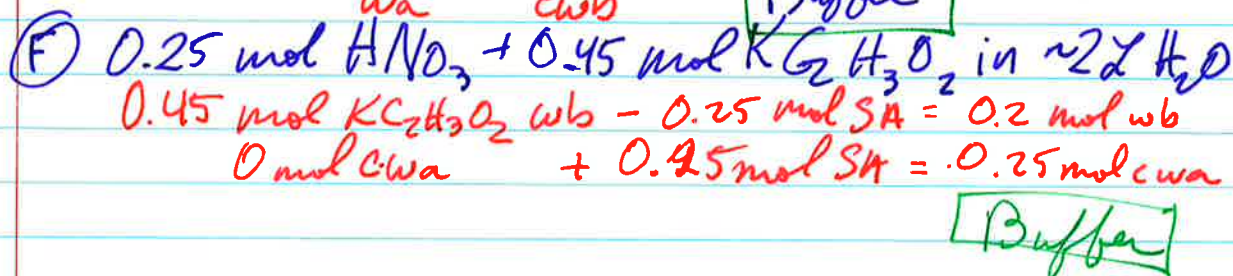 wa cwb Buffer
(F) 0.25 mol HNO₃ + 0.45 mol KC₂H₃O₂ in ~2L H₂O
0.45 mol KC₂H₃O₂ wb - 0.25 mol SA = 0.2 mol wb
0 mol cwa + 0.25 mol SA = 0.25 mol cwa
Buffer